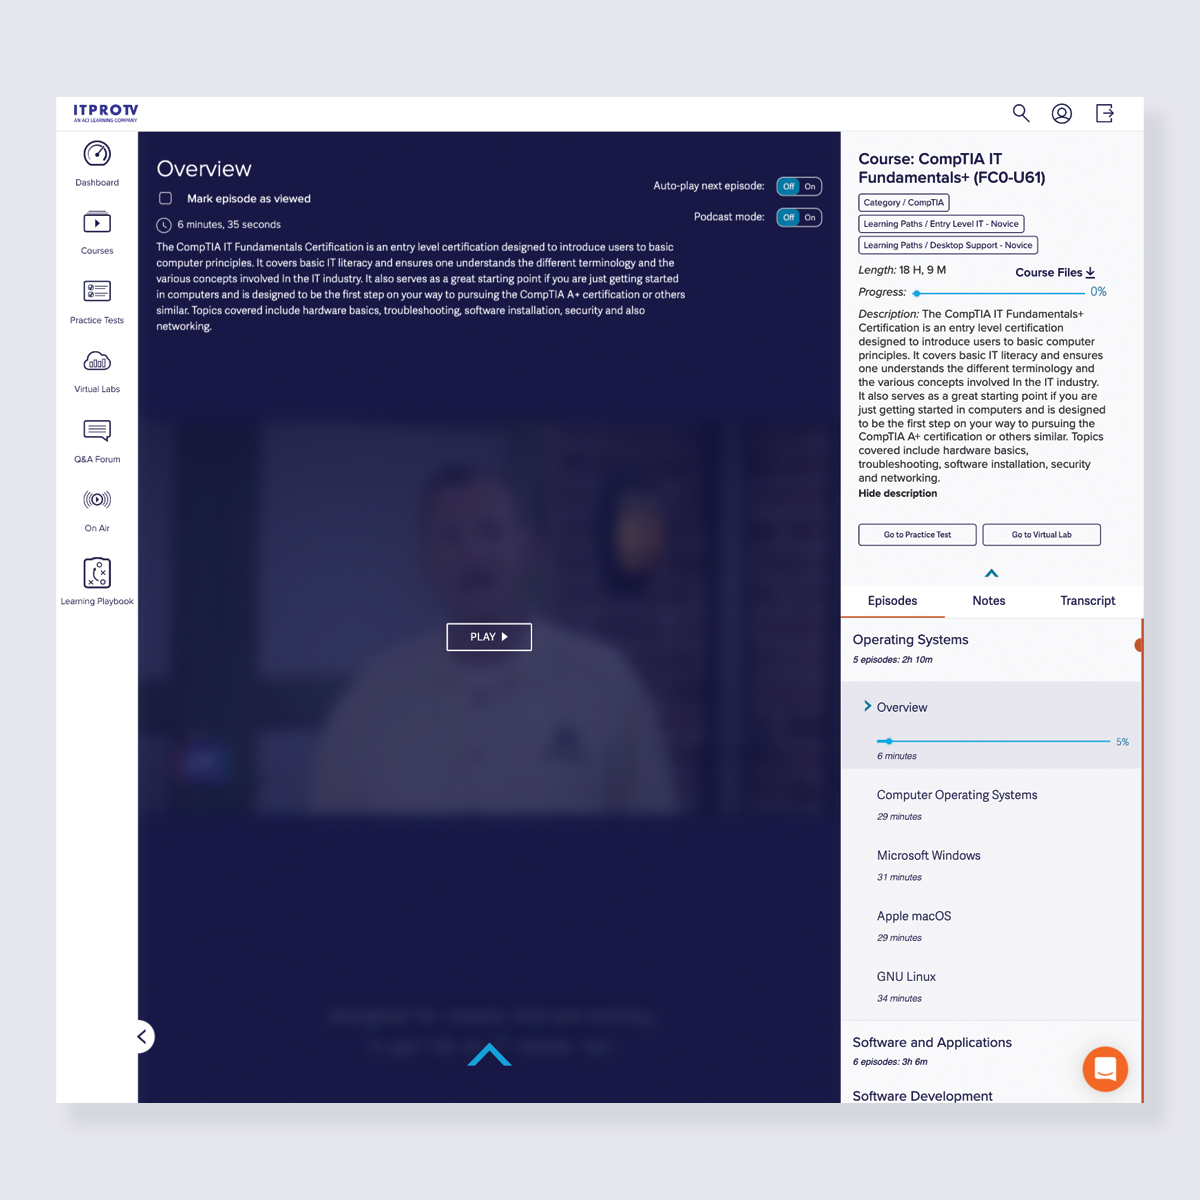 ITPROTV
AN ACI LEARNING COMPANY
Dashboard
Courses
Practice Tests
Virtual Labs
Q&A Forum
On Air
Learning Playbook
Overview
Mark episode as viewed
6 minutes, 35 seconds
Auto-play next episode: Off On
Podcast mode: Off On
The CompTIA IT Fundamentals Certification is an entry level certification designed to introduce users to basic
computer principles. It covers basic IT literacy and ensures one understands the different terminology and the
various concepts involved In the IT industry. It also serves as a great starting point if you are just getting started
in computers and is designed to be the first step on your way to pursuing the CompTIA A+ certification or others
similar. Topics covered include hardware basics, troubleshooting, software installation, security and also
networking.
PLAY
Course: CompTIA IT
Fundamentals+ (FC0-U61)
Category / CompTIA
Learning Paths / Entry Level IT - Novice
Learning Paths / Desktop Support - Novice
Length: 18 H, 9 M
Course Files
Progress: 0%
Description: The CompTIA IT Fundamentals+
Certification is an entry level certification
designed to introduce users to basic computer
principles. It covers basic IT literacy and ensures
one understands the different terminology and
the various concepts involved In the IT industry.
It also serves as a great starting point if you are
just getting started in computers and is designed
to be the first step on your way to pursuing the
CompTIA A+ certification or others similar. Topics
covered include hardware basics,
troubleshooting, software installation, security
and networking.
Hide description
Go to Practice Test
Go to Virtual Lab
Episodes
Notes
Transcript
Operating Systems
5 episodes: 2h 10m
Overview
5%
6 minutes
Computer Operating Systems
29 minutes
Microsoft Windows
31 minutes
Apple macOS
29 minutes
GNU Linux
34 minutes
Software and Applications
6 episodes: 3h 6m
Software Development